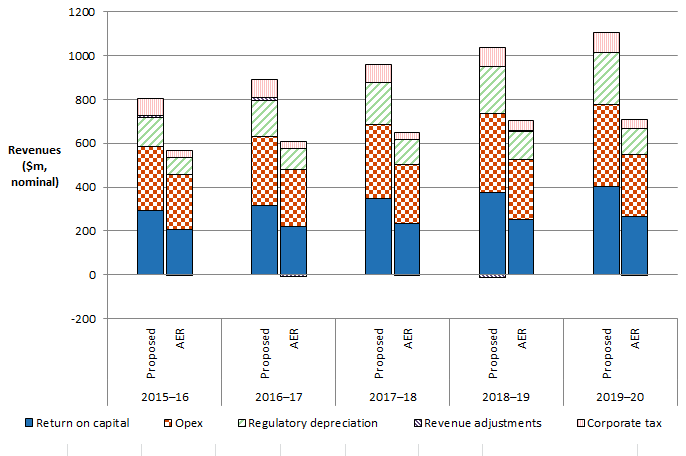 1200
1000
800
600
400
200
0
-200
Revenues
($m,
nominal)
Proposed
AER
Proposed
AER
Proposed
AER
Proposed
AER
Proposed
AER
2015–16
2016–17
2017–18
2018–19
2019–20
Return on capital
Opex
Regulatory depreciation
Revenue adjustments
Corporate tax